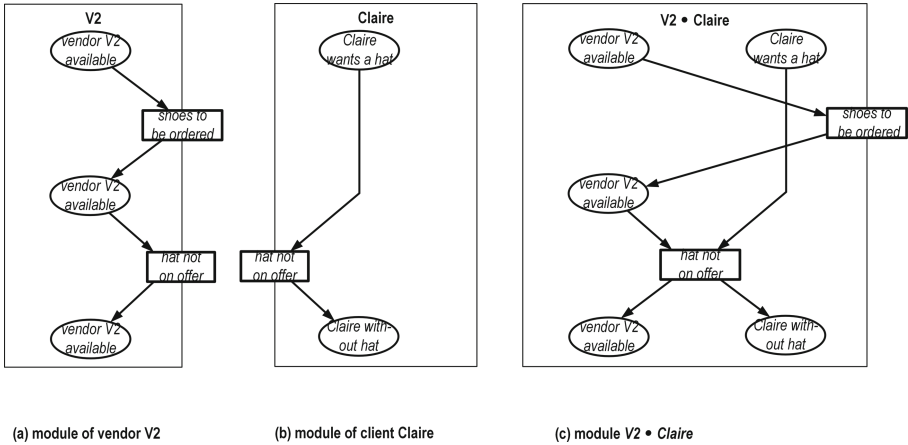 V2
vendor V2
available
shoes to
be ordered
vendor V2
available
hat not
on offer
vendor V2
available
Claire
Claire
wants a hat
hat not
on offer
Claire with-
out hat
V2 • Claire
vendor V2
available
Claire
wants a hat
shoes to
be ordered
vendor V2
available
hat not
on offer
vendor V2
available
Claire with-
out hat
(a) module of vendor V2
(b) module of client Claire
(c) module V2 • Claire